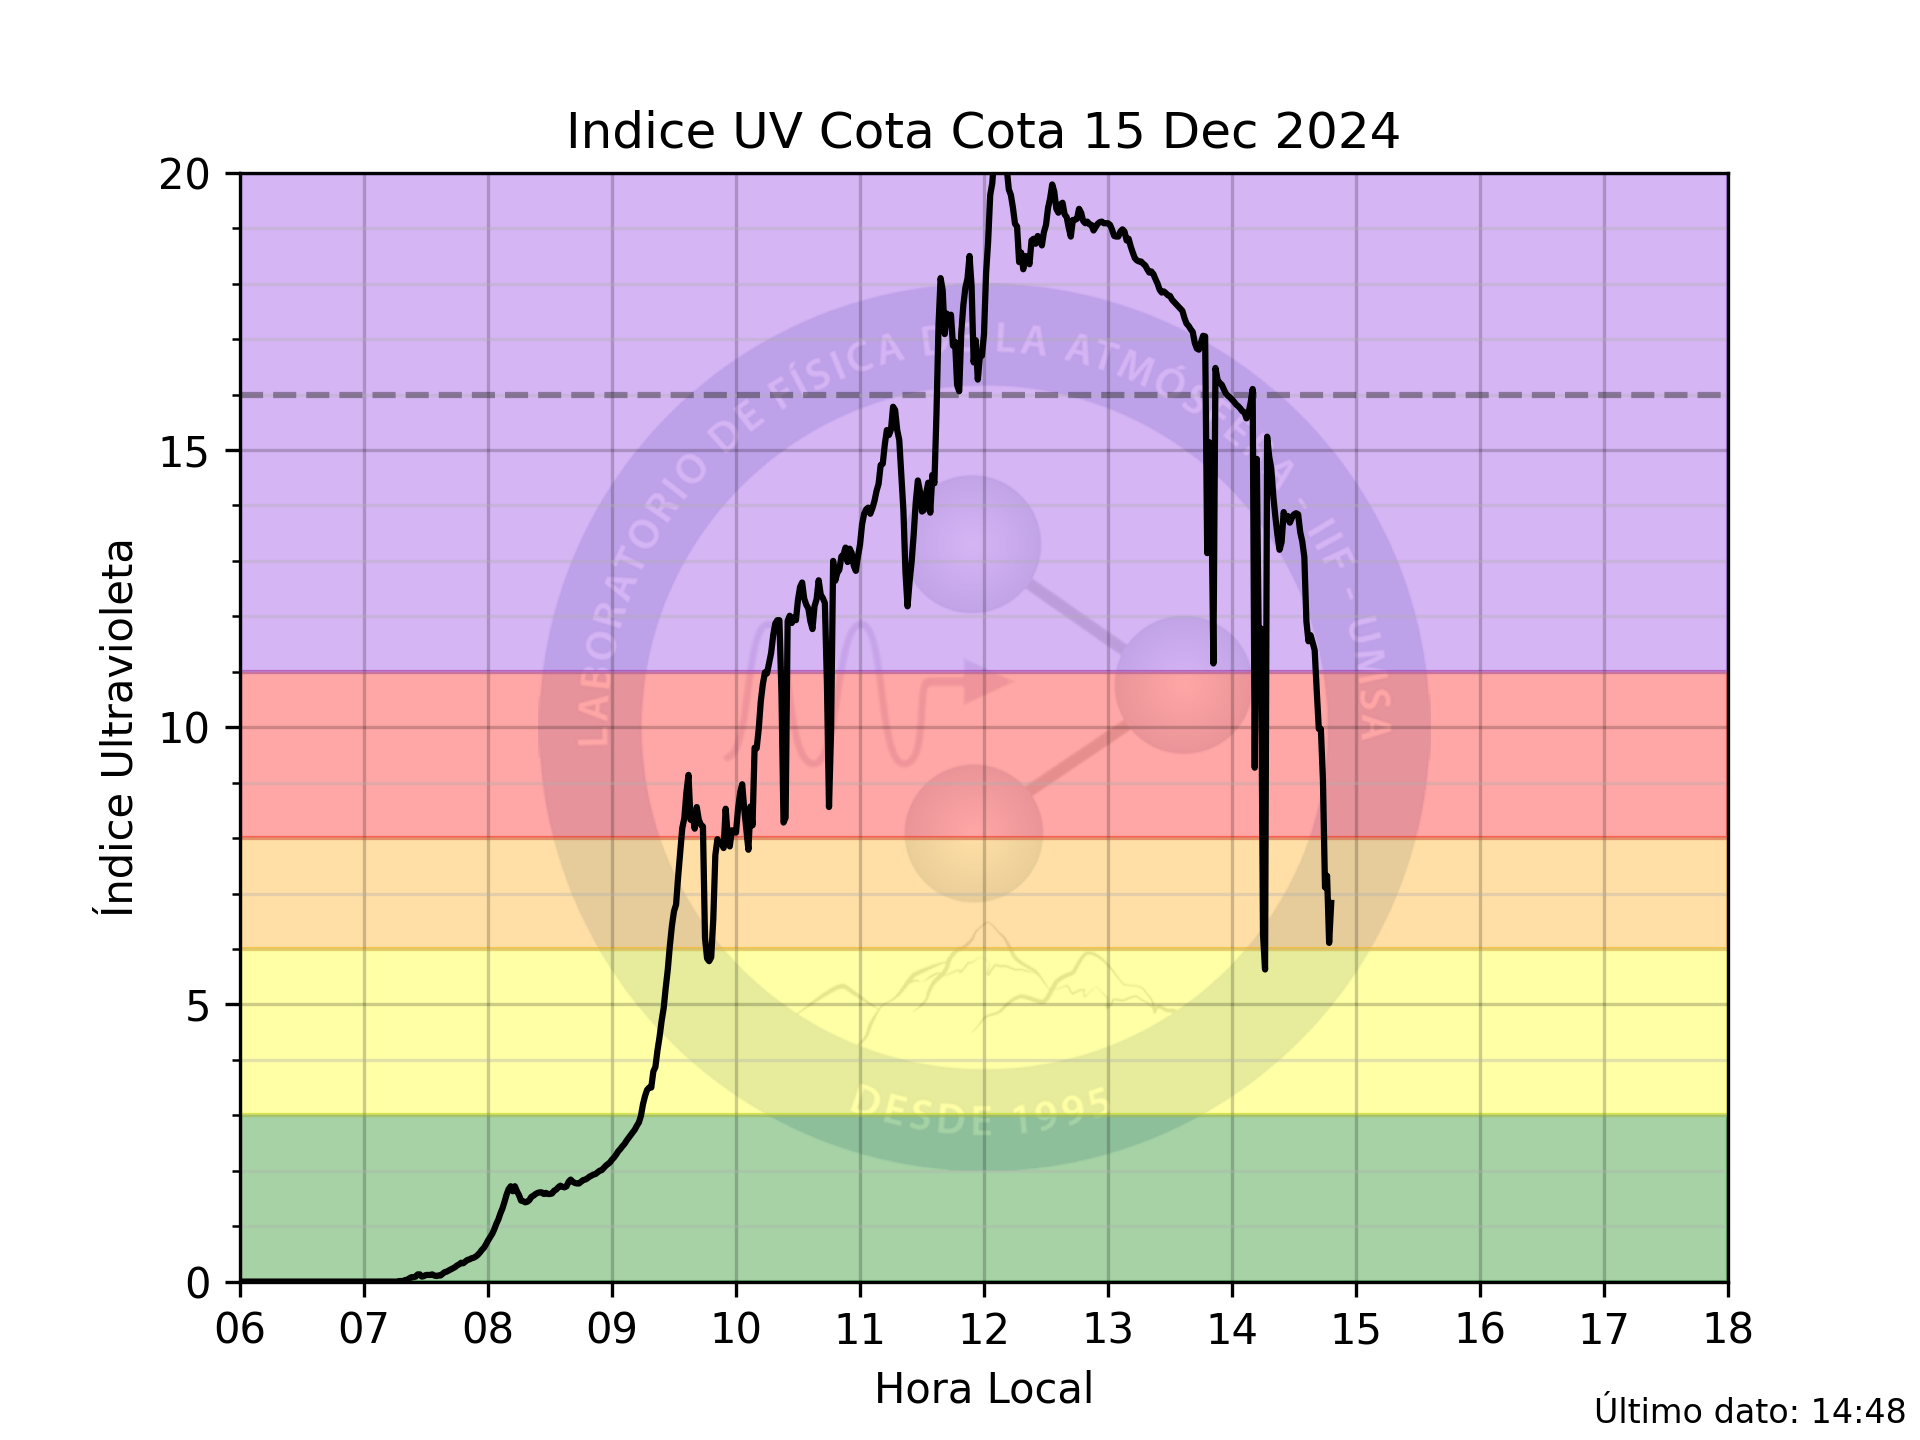 Indice UV Cota Cota 15 Dec 2024
20
15
10
5
0
Índice Ultravioleta
LABORATORIO DE FÍSICA DE LA ATMÓSFERA - IIF - UMSA
DESDE 1995
06 07 08 09 10 11 12 13 14 15 16 17 18
Hora Local
Último dato: 14:48